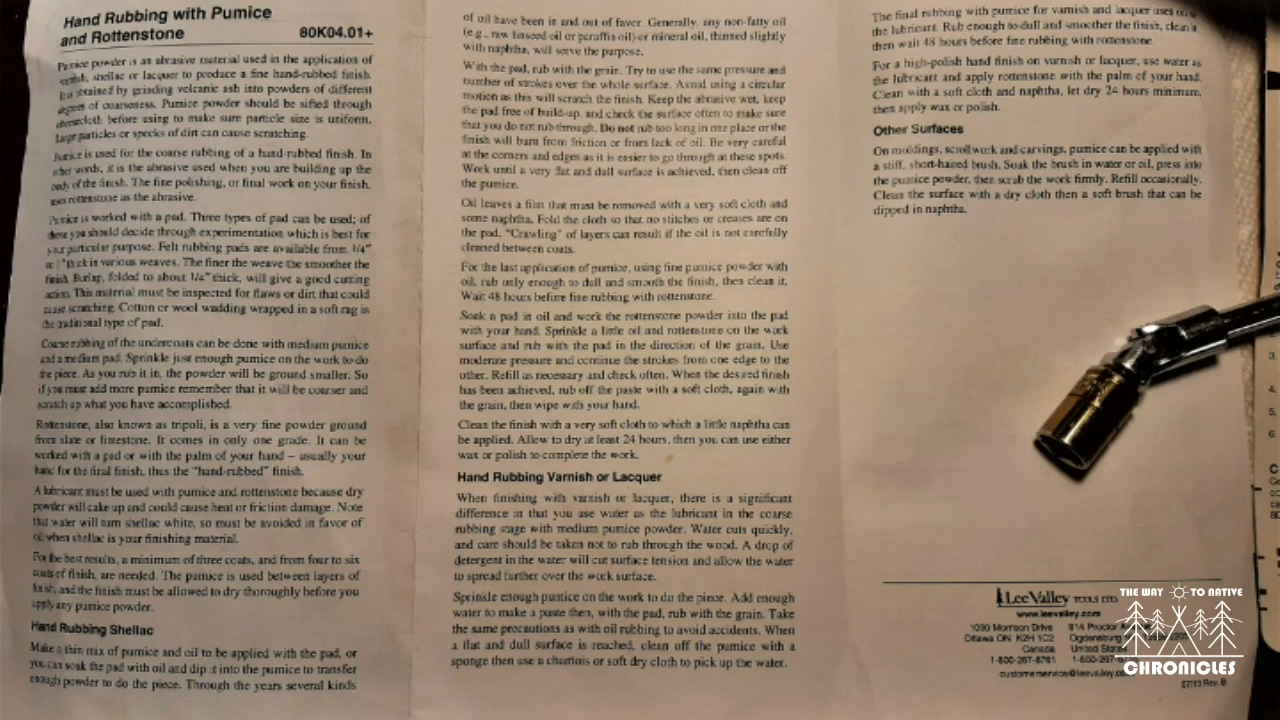 Hand Rubbing with Pumice
and Rottenstone 80K04.01+
Pumice powder is an abrasive material used in the application of
varnish, shellac or lacquer to produce a fine hand-rubbed finish.
It is obtained by grinding volcanic ash into powders of different
degrees of coarseness. Pumice powder should be sifted through
cheesecloth before using to make sure particle size is uniform.
Large particles or specks of dirt can cause scratching.
Pumice is used for the coarse rubbing of a hand-rubbed finish. In
other words, it is the abrasive used when you are building up the
body of the finish. The fine polishing, or final work on your finish,
uses rottenstone as the abrasive.
Pumice is worked with a pad. Three types of pad can be used; of
these you should decide through experimentation which is best for
your particular purpose. Felt rubbing pads are available from 1/4"
to 1" thick in various weaves. The finer the weave the smoother the
finish. Burlap, folded to about 1/4" thick, will give a good cutting
action. This material must be inspected for flaws or dirt that could
cause scratching. Cotton or wool wadding wrapped in a soft rag is
the traditional type of pad.
Coarse rubbing of the undercoats can be done with medium pumice
and a medium pad. Sprinkle just enough pumice on the work to do
the piece. As you rub it in, the powder will be ground smaller. So
if you must add more pumice remember that it will be coarser and
scratch up what you have accomplished.
Rottenstone, also known as tripoli, is a very fine powder ground
from slate or limestone. It comes in only one grade. It can be
worked with a pad or with the palm of your hand – usually your
hand for the final finish, thus the "hand-rubbed" finish.
A lubricant must be used with pumice and rottenstone because dry
powder will cake up and could cause heat or friction damage. Note
that water will turn shellac white, so must be avoided in favor of
oil when shellac is your finishing material.
For the best results, a minimum of three coats, and from four to six
coats of finish, are needed. The pumice is used between layers of
finish, and the finish must be allowed to dry thoroughly before you
apply any pumice powder.
Hand Rubbing Shellac
Make a thin mix of pumice and oil to be applied with the pad, or
you can soak the pad with oil and dip it into the pumice to transfer
enough powder to do the piece. Through the years several kinds
of oil have been in and out of favor. Generally, any non-fatty oil
(e.g., raw linseed oil or paraffin oil) or mineral oil, thinned slightly
with naphtha, will serve the purpose.
With the pad, rub with the grain. Try to use the same pressure and
number of strokes over the whole surface. Avoid using a circular
motion as this will scratch the finish. Keep the abrasive wet, keep
the pad free of build-up, and check the surface often to make sure
that you do not rub through. Do not rub too long in one place or the
finish will burn from friction or from lack of oil. Be very careful
at the corners and edges as it is easier to go through at these spots.
Work until a very flat and dull surface is achieved, then clean off
the pumice.
Oil leaves a film that must be removed with a very soft cloth and
some naphtha. Fold the cloth so that no stitches or creases are on
the pad. "Crawling" of layers can result if the oil is not carefully
cleaned between coats.
For the last application of pumice, using fine pumice powder with
oil, rub only enough to dull and smooth the finish, then clean it.
Wait 48 hours before fine rubbing with rottenstone.
Soak a pad in oil and work the rottenstone powder into the pad
with your hand. Sprinkle a little oil and rottenstone on the work
surface and rub with the pad in the direction of the grain. Use
moderate pressure and continue the strokes from one edge to the
other. Refill as necessary and check often. When the desired finish
has been achieved, rub off the paste with a soft cloth, again with
the grain, then wipe with your hand.
Clean the finish with a very soft cloth to which a little naphtha can
be applied. Allow to dry at least 24 hours, then you can use either
wax or polish to complete the work.
Hand Rubbing Varnish or Lacquer
When finishing with varnish or lacquer, there is a significant
difference in that you use water as the lubricant in the coarse
rubbing stage with medium pumice powder. Water cuts quickly,
and care should be taken not to rub through the wood. A drop of
detergent in the water will cut surface tension and allow the water
to spread further over the work surface.
Sprinkle enough pumice on the work to do the piece. Add enough
water to make a paste then, with the pad, rub with the grain. Take
the same precautions as with oil rubbing to avoid accidents. When
a flat and dull surface is reached, clean off the pumice with a
sponge then use a chamois or soft dry cloth to pick up the water.
The final rubbing with pumice for varnish and lacquer uses oil as
the lubricant. Rub enough to dull and smoother the finish, clean it,
then wait 48 hours before fine rubbing with rottenstone.
For a high-polish hand finish on varnish or lacquer, use water as
the lubricant and apply rottenstone with the palm of your hand.
Clean with a soft cloth and naphtha, let dry 24 hours minimum,
then apply wax or polish.
Other Surfaces
On moldings, scrollwork and carvings, pumice can be applied with
a stiff, short-haired brush. Soak the brush in water or oil, press into
the pumice powder, then scrub the work firmly. Refill occasionally.
Clean the surface with a dry cloth then a soft brush that can be
dipped in naphtha.
Lee Valley TOOLS LTD
www.leevalley.com
1090 Morrison Drive 814 Proctor
Ottawa ON K2H 1C2 Ogdensburg
Canada United States
1-800-267-8761 1-800-267-
customerservice@leevalley.co
07/13 Rev. B
THE WAY TO NATIVE
CHRONICLES